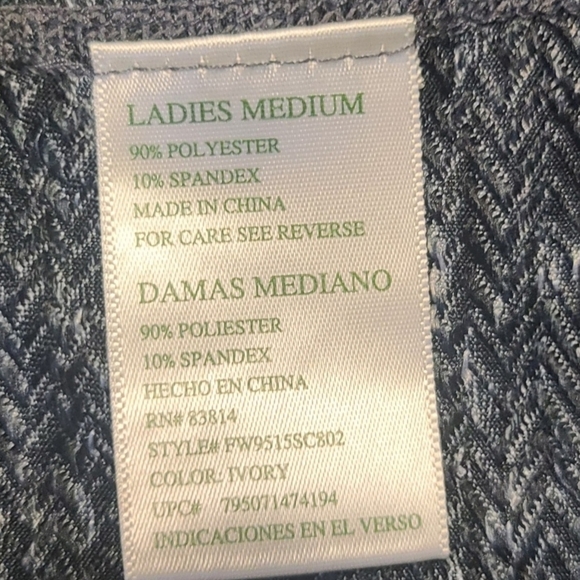 LADIES MEDIUM
90% POLYESTER
10% SPANDEX
MADE IN CHINA
FOR CARE SEE REVERSE
DAMAS MEDIANO
90% POLIESTER
10% SPANDEX
HECHO EN CHINA
RN# 83814
STYLE# FW9515SC802
COLOR: IVORY
UPC# 795071474194
INDICACIONES EN EL VERSO